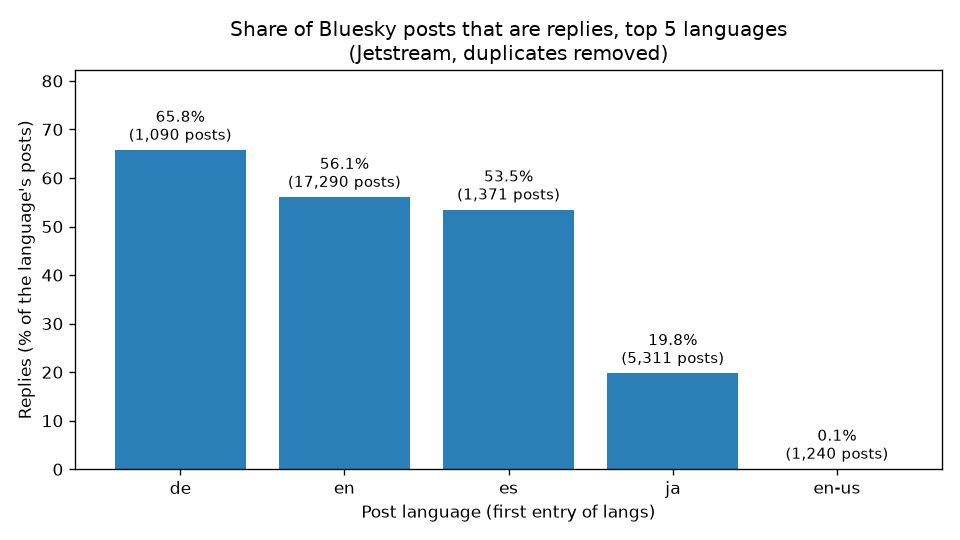 Share of Bluesky posts that are replies, top 5 languages
(Jetstream, duplicates removed)
Replies (% of the language's posts)
80
70
60
50
40
30
20
10
0
65.8%
(1,090 posts)
56.1%
(17,290 posts)
53.5%
(1,371 posts)
19.8%
(5,311 posts)
0.1%
(1,240 posts)
de
en
es
ja
en-us
Post language (first entry of langs)